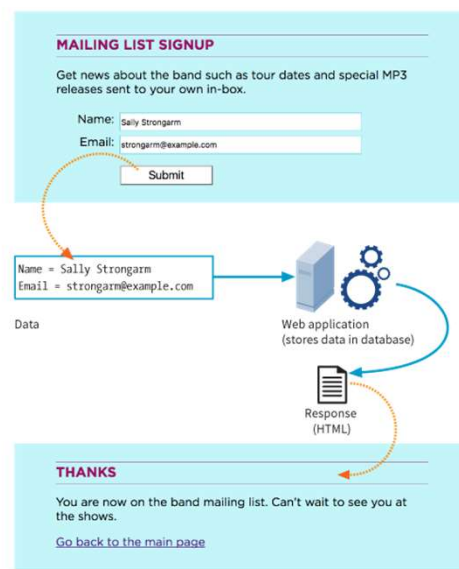 MAILING LIST SIGNUP
Get news about the band such as tour dates and special MP3
releases sent to your own in-box.
Name: Sally Strongarm
Email: strongarm@example.com
Submit
Name = Sally Strongarm
Email = strongarm@example.com
Data
Web application
(stores data in database)
Response
(HTML)
THANKS
You are now on the band mailing list. Can't wait to see you at
the shows.
Go back to the main page